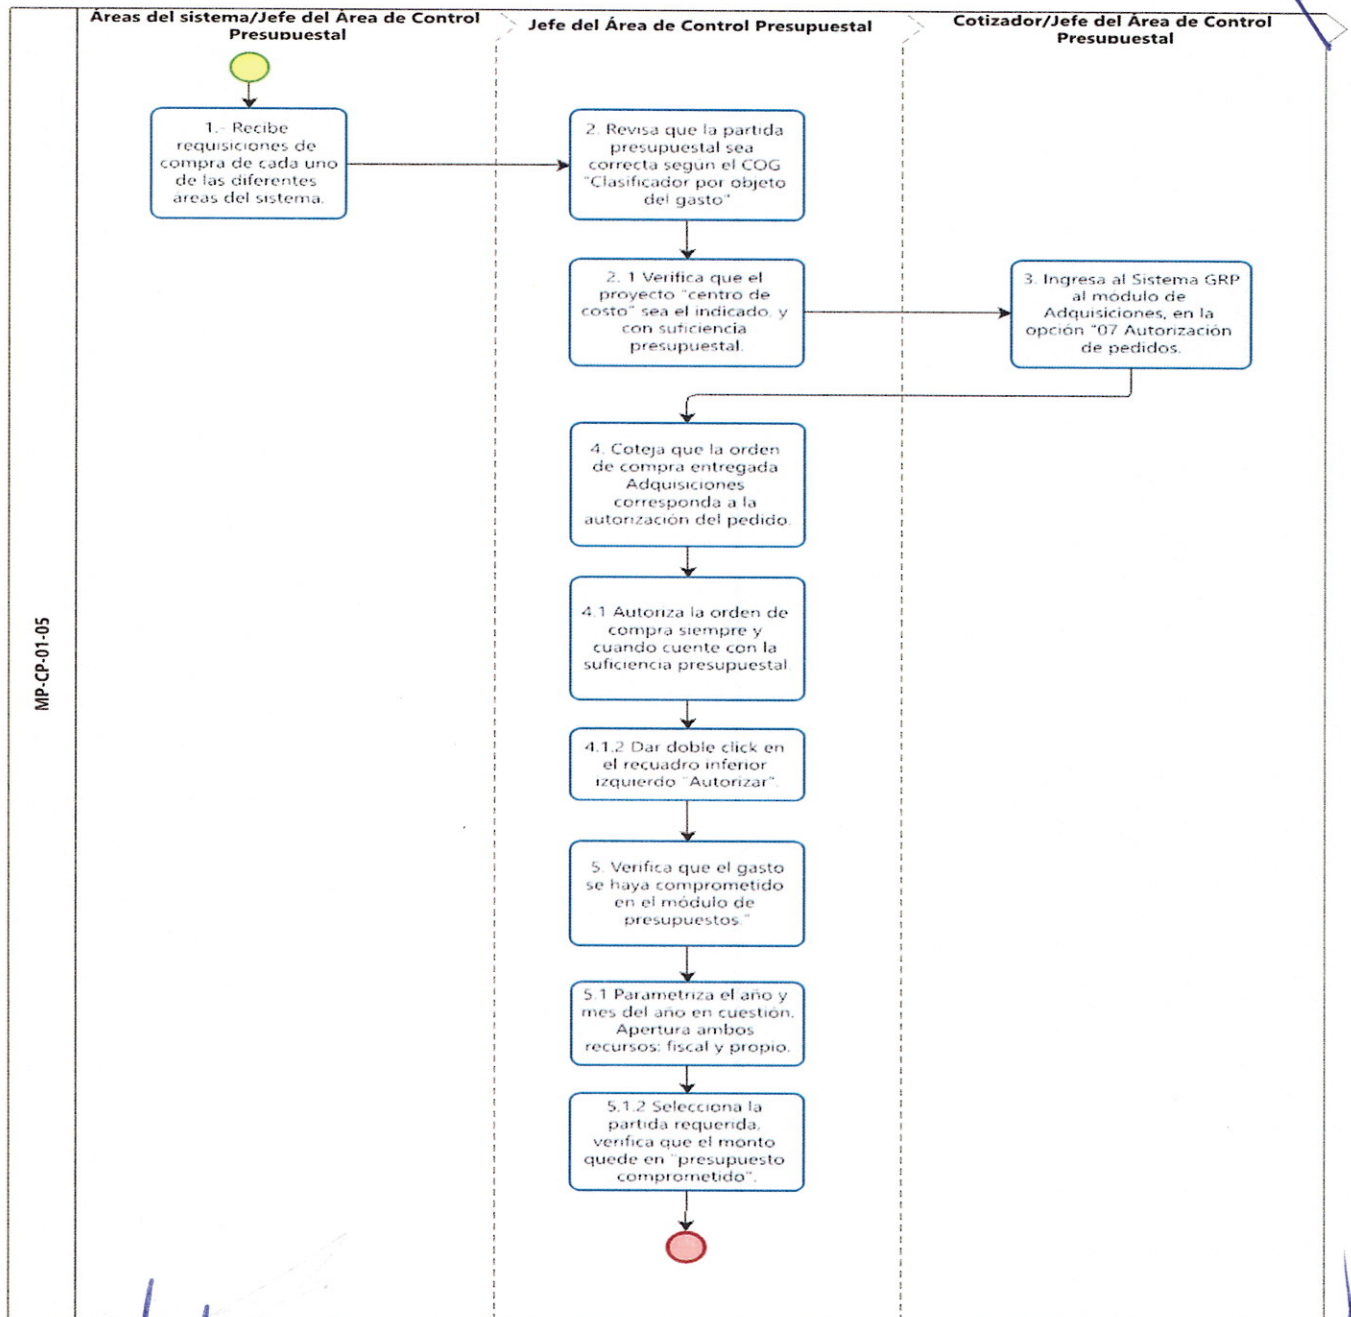 Áreas del sistema/Jefe del Área de Control
Presupuestal
Jefe del Área de Control Presupuestal
Cotizador/Jefe del Área de Control
Presupuestal
1.- Recibe
requisiciones de
compra de cada uno
de las diferentes
áreas del sistema.
2. Revisa que la partida
presupuestal sea
correcta según el COG
"Clasificador por objeto
del gasto"
2. 1 Verifica que el
proyecto "centro de
costo" sea el indicado, y
con suficiencia
presupuestal.
3. Ingresa al Sistema GRP
al módulo de
Adquisiciones, en la
opción "07 Autorización
de pedidos.
4. Coteja que la orden
de compra entregada
Adquisiciones
corresponda a la
autorización del pedido.
4.1 Autoriza la orden de
compra siempre y
cuando cuente con la
suficiencia presupuestal
4.1.2 Dar doble click en
el recuadro inferior
izquierdo "Autorizar".
5. Verifica que el gasto
se haya comprometido
en el módulo de
presupuestos."
5.1 Parametriza el año y
mes del año en cuestión.
Apertura ambos
recursos: fiscal y propio.
5.1.2 Selecciona la
partida requerida,
verifica que el monto
quede en "presupuesto
comprometido".
MP-CP-01-05